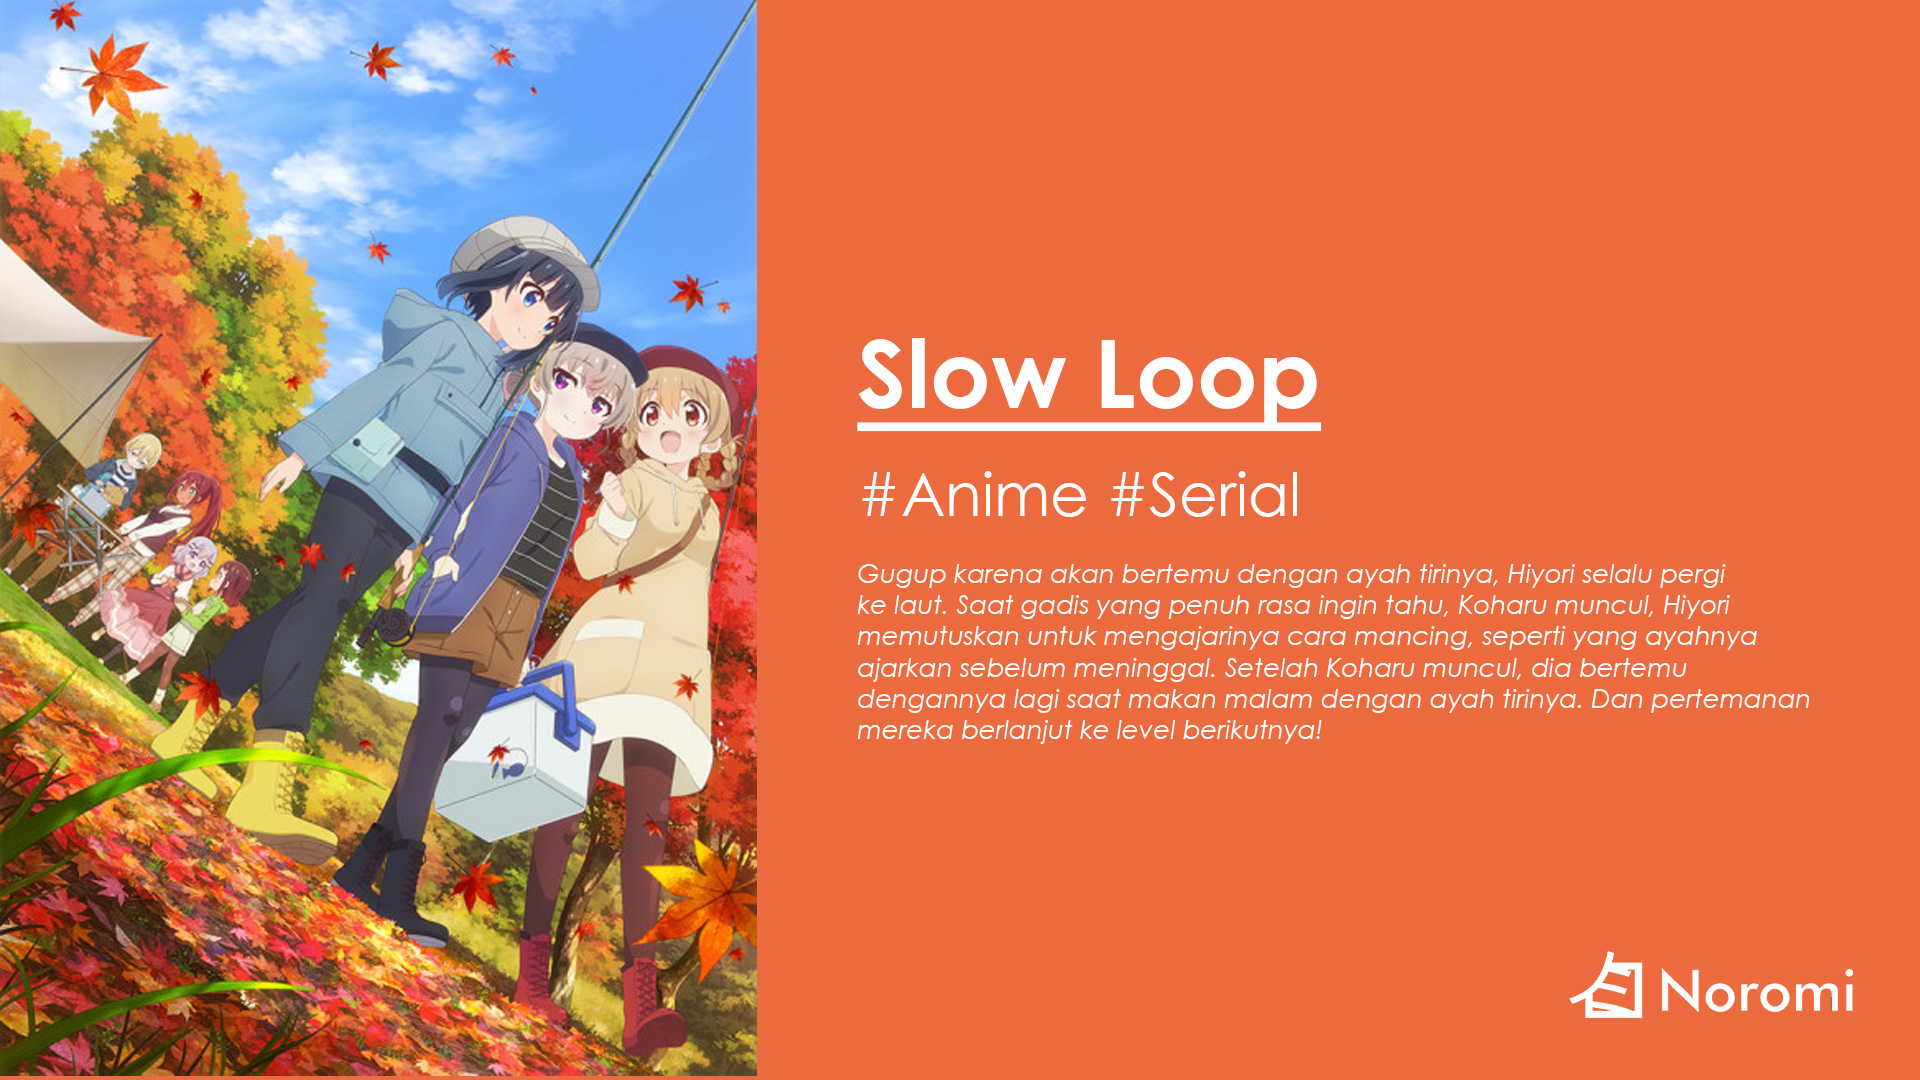 Slow Loop
#Anime #Serial
Gugup karena akan bertemu dengan ayah tirinya, Hiyori selalu pergi
ke laut. Saat gadis yang penuh rasa ingin tahu, Koharu muncul, Hiyori
memutuskan untuk mengajarinya cara mancing, seperti yang ayahnya
ajarkan sebelum meninggal. Setelah Koharu muncul, dia bertemu
dengannya lagi saat makan malam dengan ayah tirinya. Dan pertemanan
mereka berlanjut ke level berikutnya!
Noromi